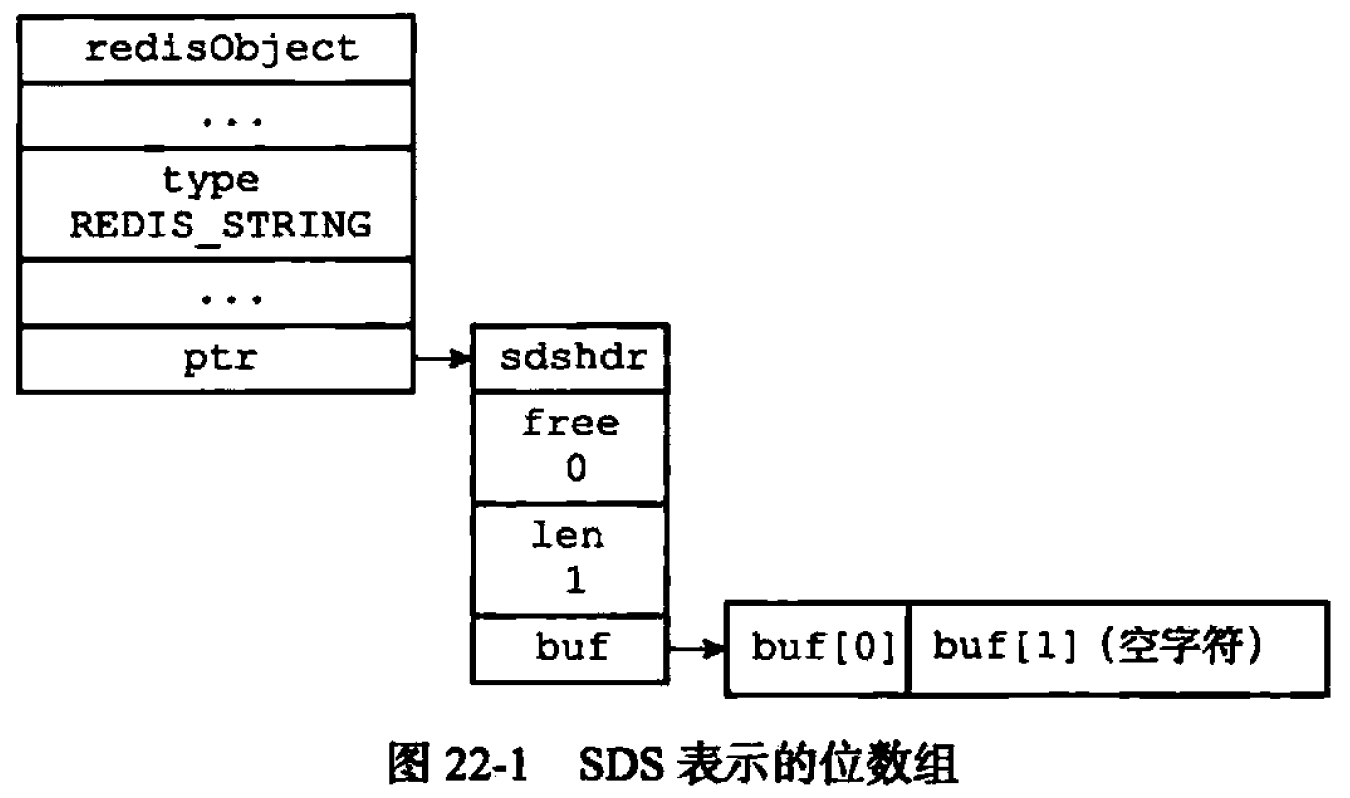 redisObject
...
type
REDIS_STRING
...
ptr
sdshdr
free
0
len
1
buf
buf[0]
buf[1] (空字符)
图 22-1 SDS 表示的位数组